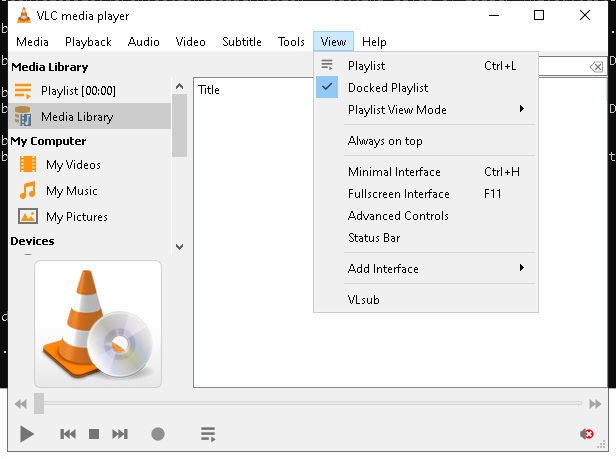 VLC media player
Media Playback Audio Video Subtitle Tools View Help
Media Library
Playlist [00:00]
Media Library
My Computer
My Videos
My Music
My Pictures
Devices
Title
Playlist Ctrl+L
Docked Playlist
Playlist View Mode
Always on top
Minimal Interface Ctrl+H
Fullscreen Interface F11
Advanced Controls
Status Bar
Add Interface
VLsub